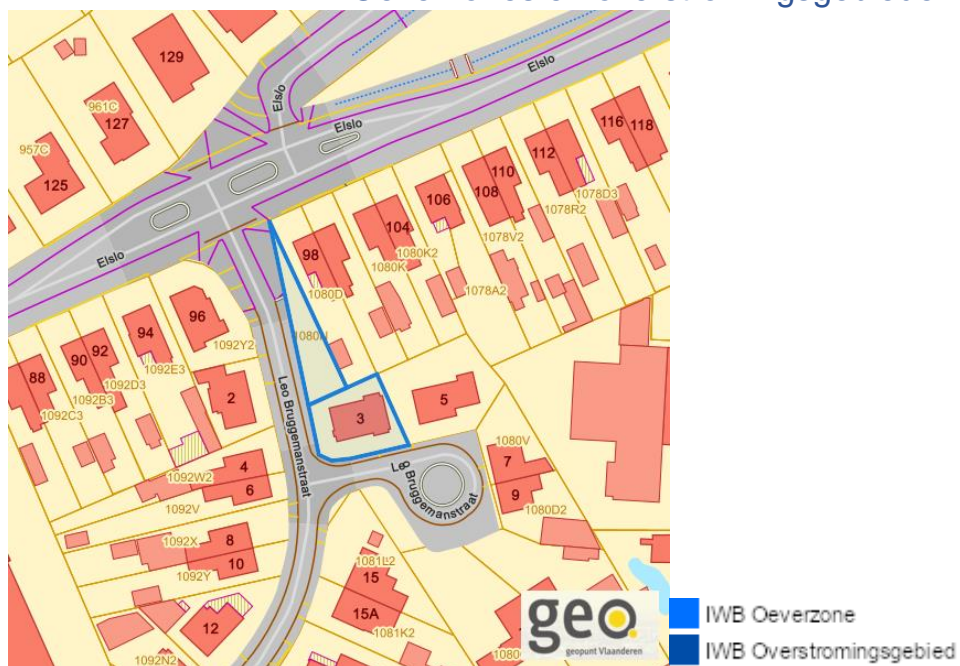 129
Elslo
Elslo
961C
127
Elslo
116
118
957C
112
125
110
108
1078D3
106
1078R2
104
98
1080K2
1078V2
Elslo
1080K
1080D
1078A2
96
94
1092Y2
92
90
1092E3
88
1092D3
1092B3
1092C3
2
Leo Bruggemanstraat
3
5
1080V
Leo Bruggemanstraat
7
4
6
1092W2
9
1092V
1080D2
8
1092X
10
1092Y
1081L2
15
15A
12
1081K2
1092N2
geo.
geopunt Vlaanderen
IWB Oeverzone
IWB Overstromingsgebied